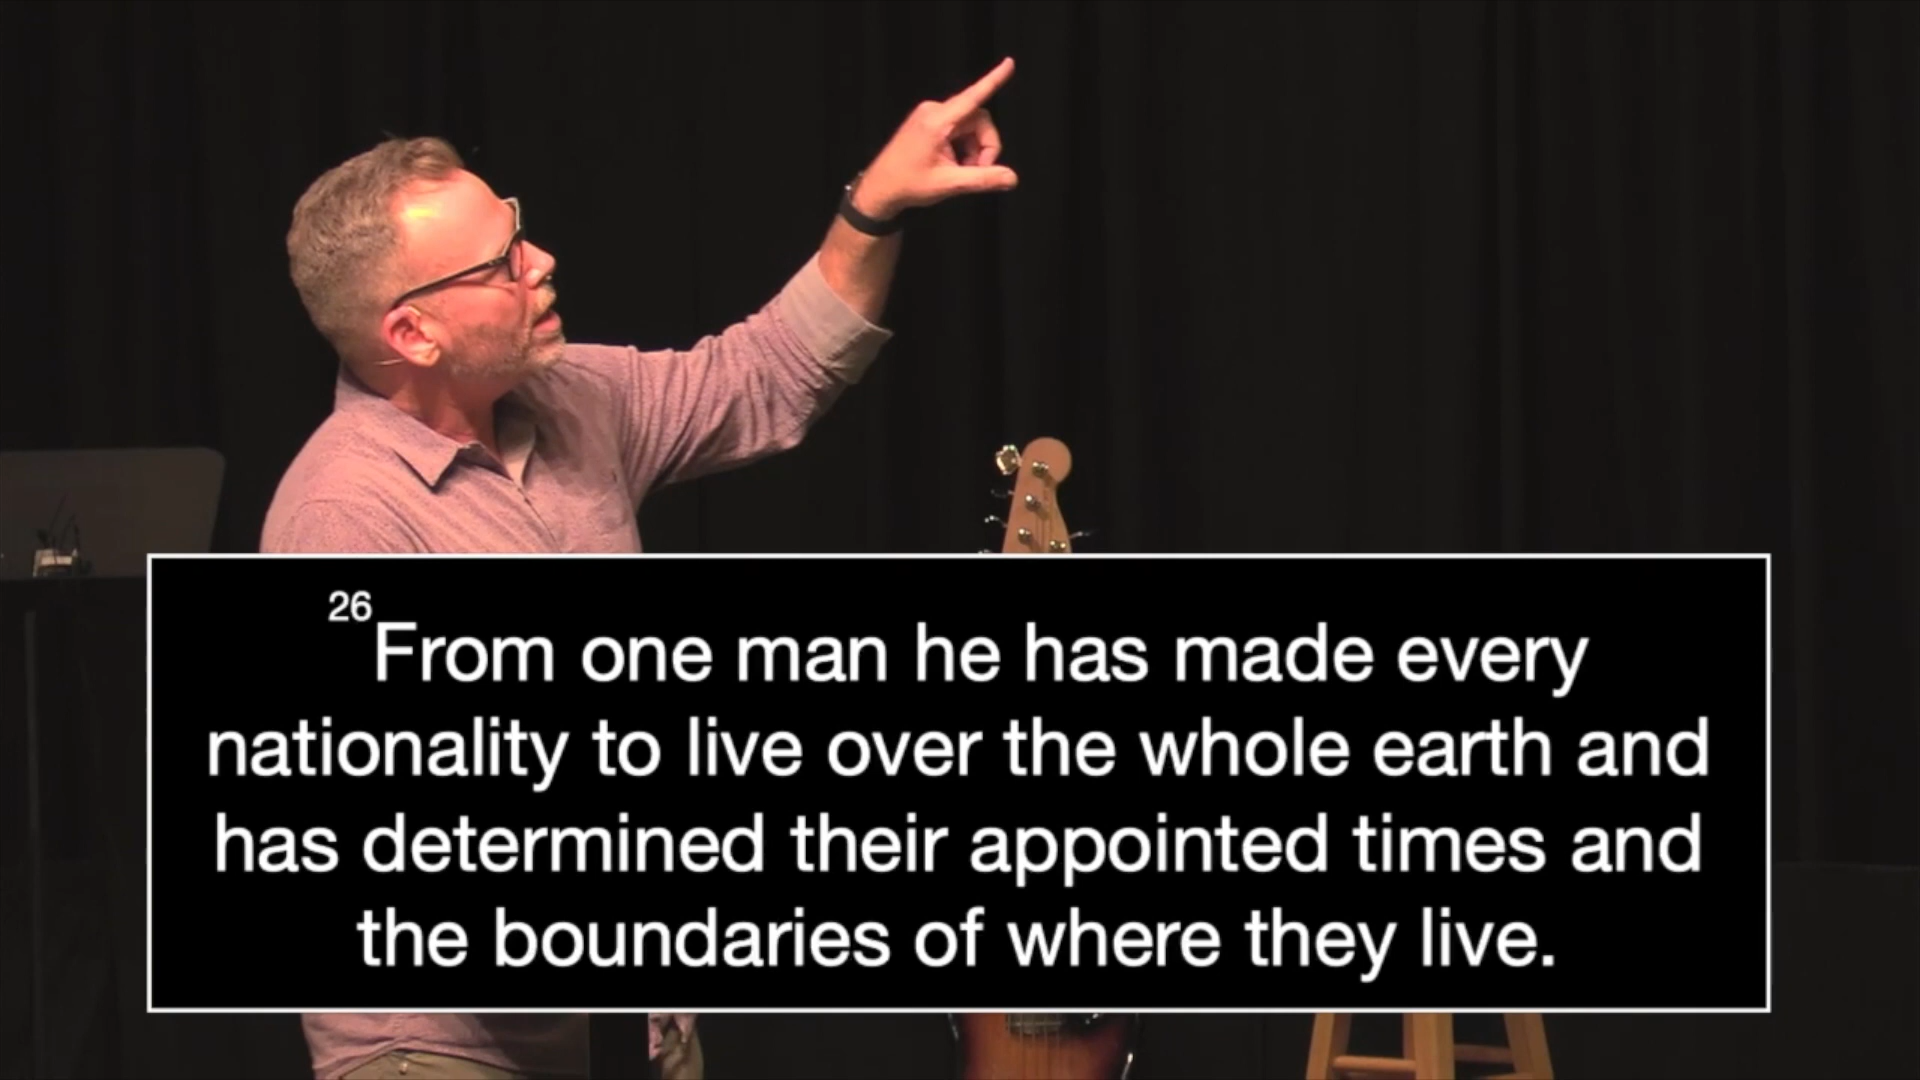 26 From one man he has made every
nationality to live over the whole earth and
has determined their appointed times and
the boundaries of where they live.